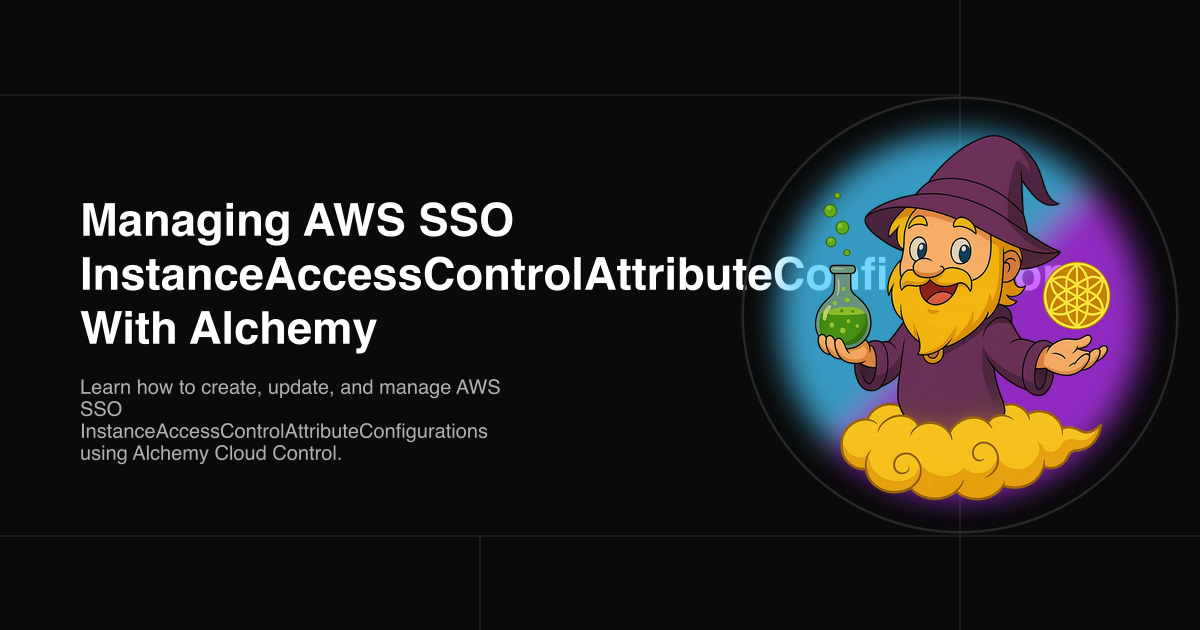 Managing AWS SSO
InstanceAccessControlAttributeConfi
With Alchemy
Learn how to create, update, and manage AWS
SSO
InstanceAccessControlAttributeConfigurations
using Alchemy Cloud Control.